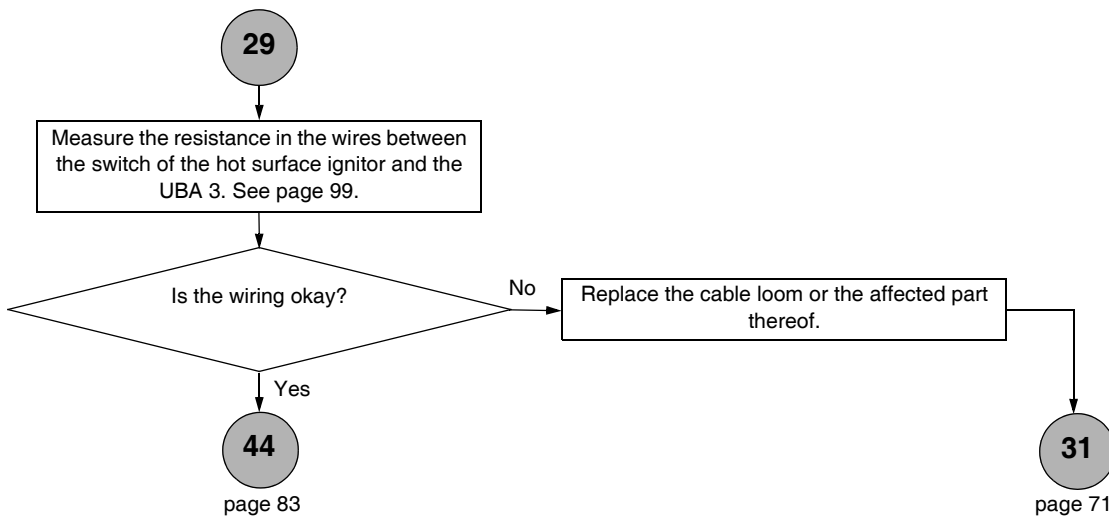 29
Measure the resistance in the wires between
the switch of the hot surface ignitor and the
UBA 3. See page 99.
Is the wiring okay?
No
Replace the cable loom or the affected part
thereof.
Yes
44
page 83
31
page 71